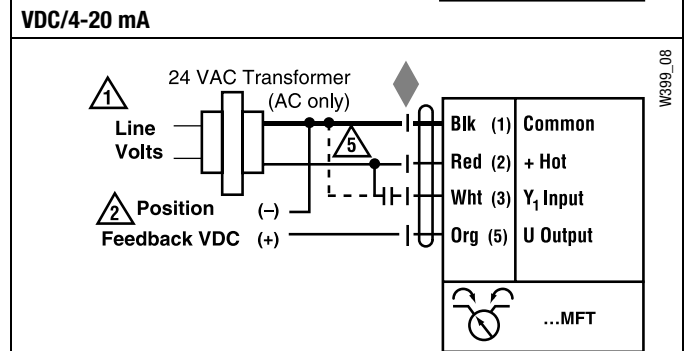 VDC/4-20 mA
W399_08
24 VAC Transformer
(AC only)
1
Line
Volts
5
2
Position (–)
Feedback VDC (+)
Blk (1) Common
Red (2) + Hot
Wht (3) Y1 Input
Org (5) U Output
...MFT